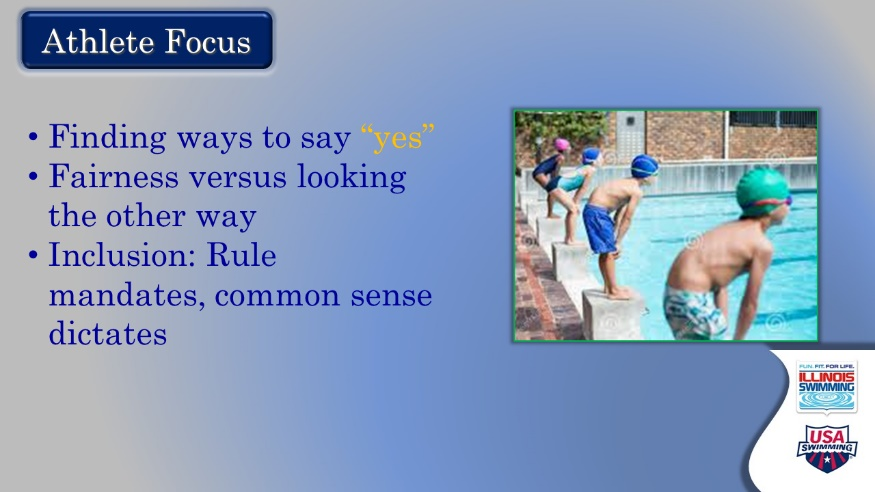 Athlete Focus
• Finding ways to say “yes”
• Fairness versus looking
the other way
• Inclusion: Rule
mandates, common sense
dictates
FUN. FIT. FOR LIFE.
ILLINOIS
SWIMMING
USA
SWIMMING